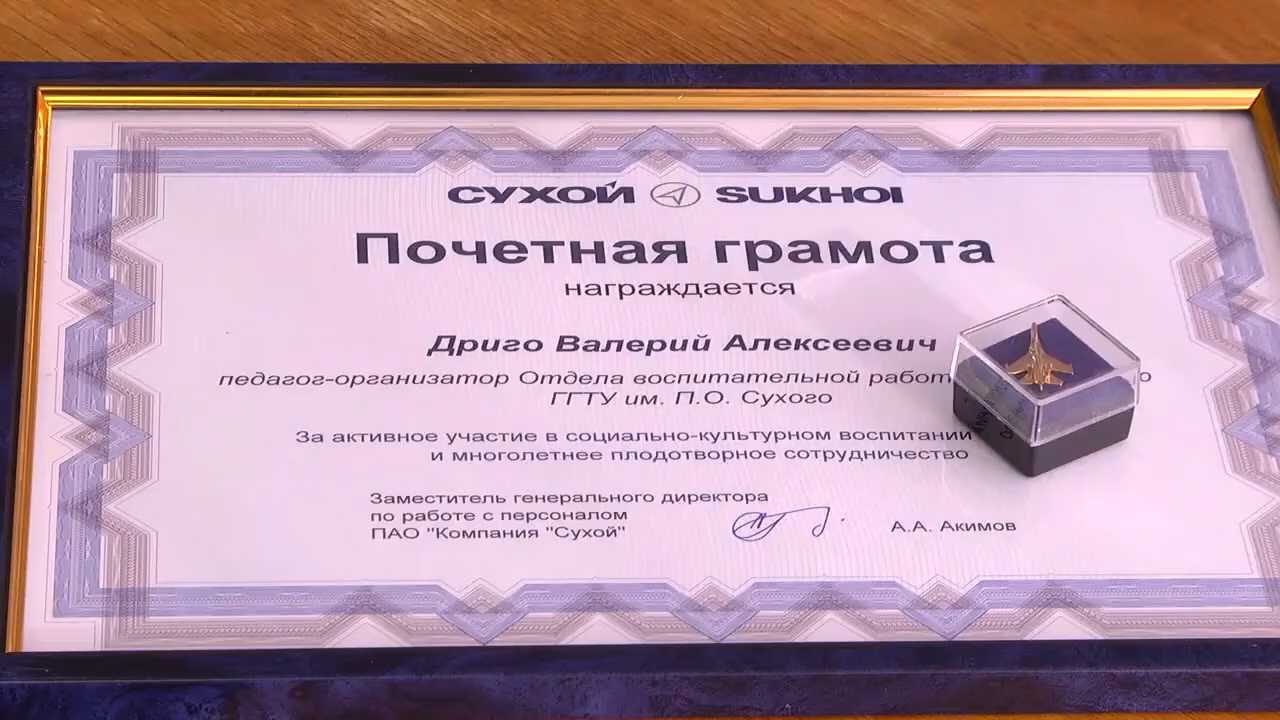 СУХОЙ SUKHOI
Почетная грамота
награждается
Дриго Валерий Алексеевич
педагог-организатор Отдела воспитательной
ГГТУ им. П.О. Сухого
За активное участие в социально-культурном воспитании
и многолетнее плодотворное сотрудничество
Заместитель генерального директора
по работе с персоналом
ПАО "Компания "Сухой"
А.А. Акимов